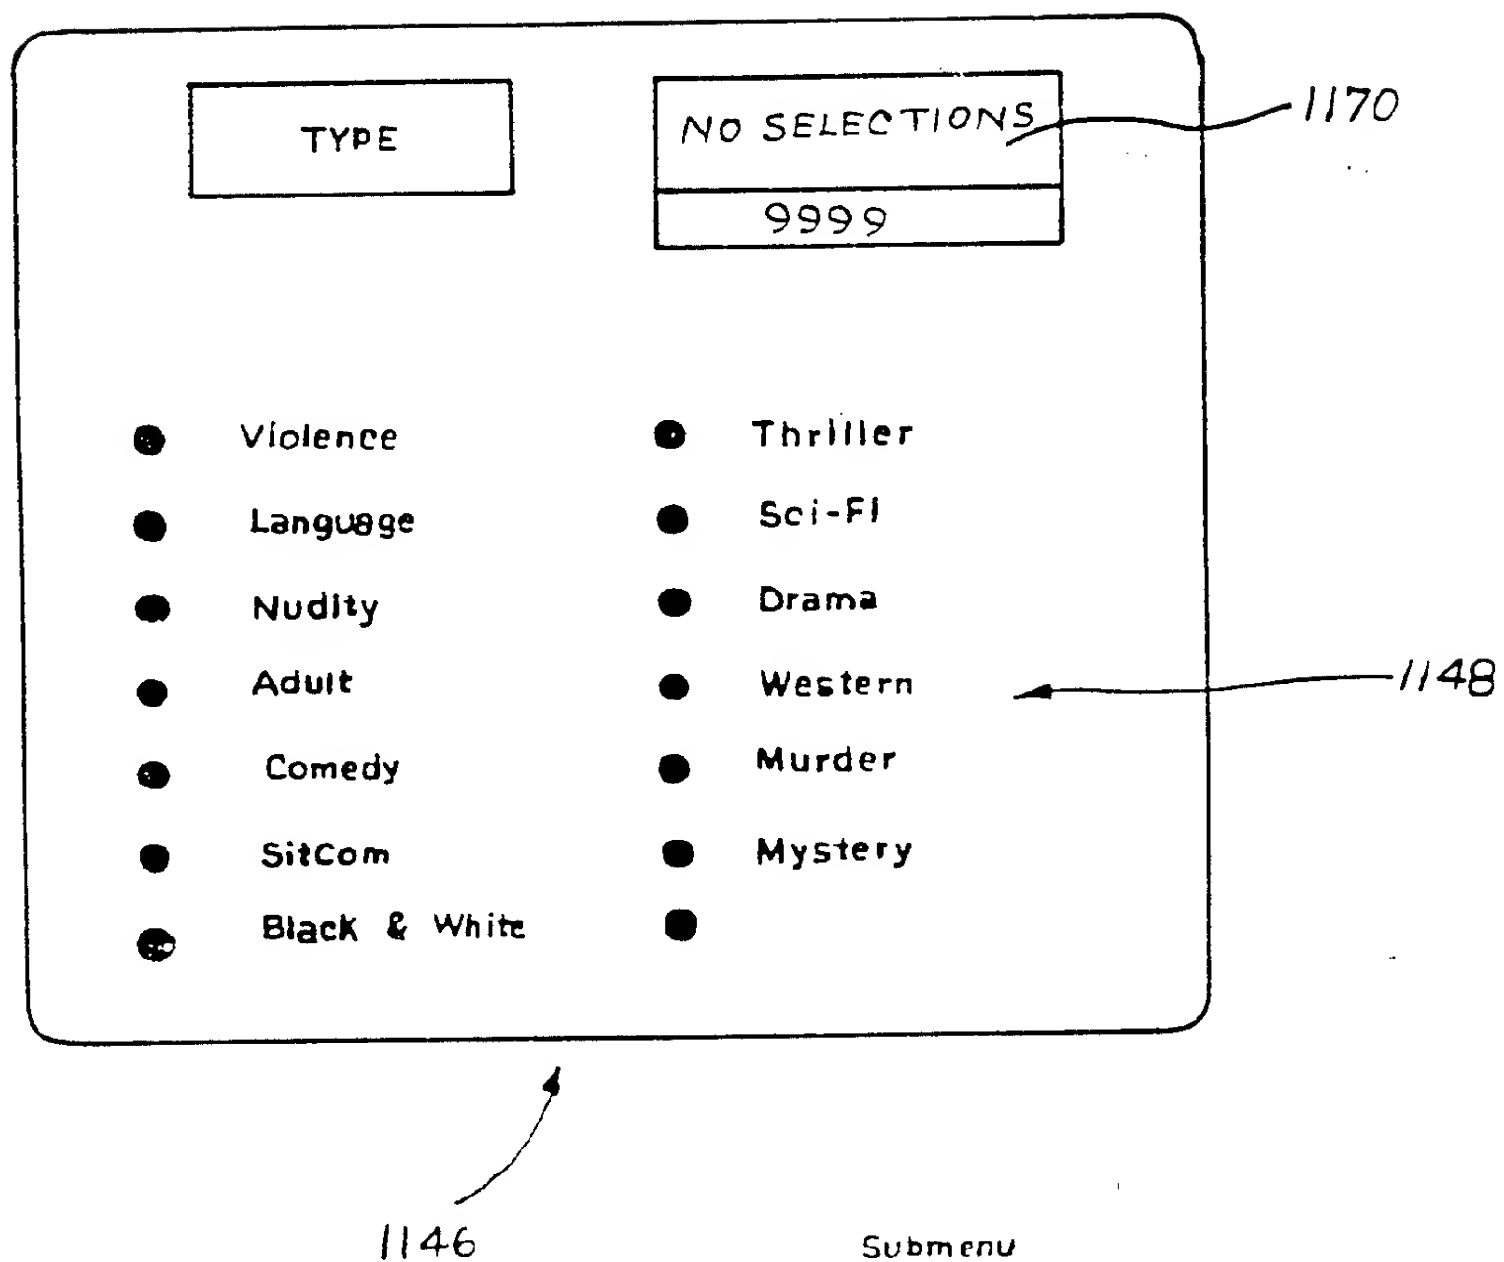 TYPE
NO SELECTIONS
1170
9999
Violence
Language
Nudity
Adult
Comedy
SitCom
Black & White
Thriller
Sci-Fi
Drama
Western
1148
Murder
Mystery
1146
Submenu